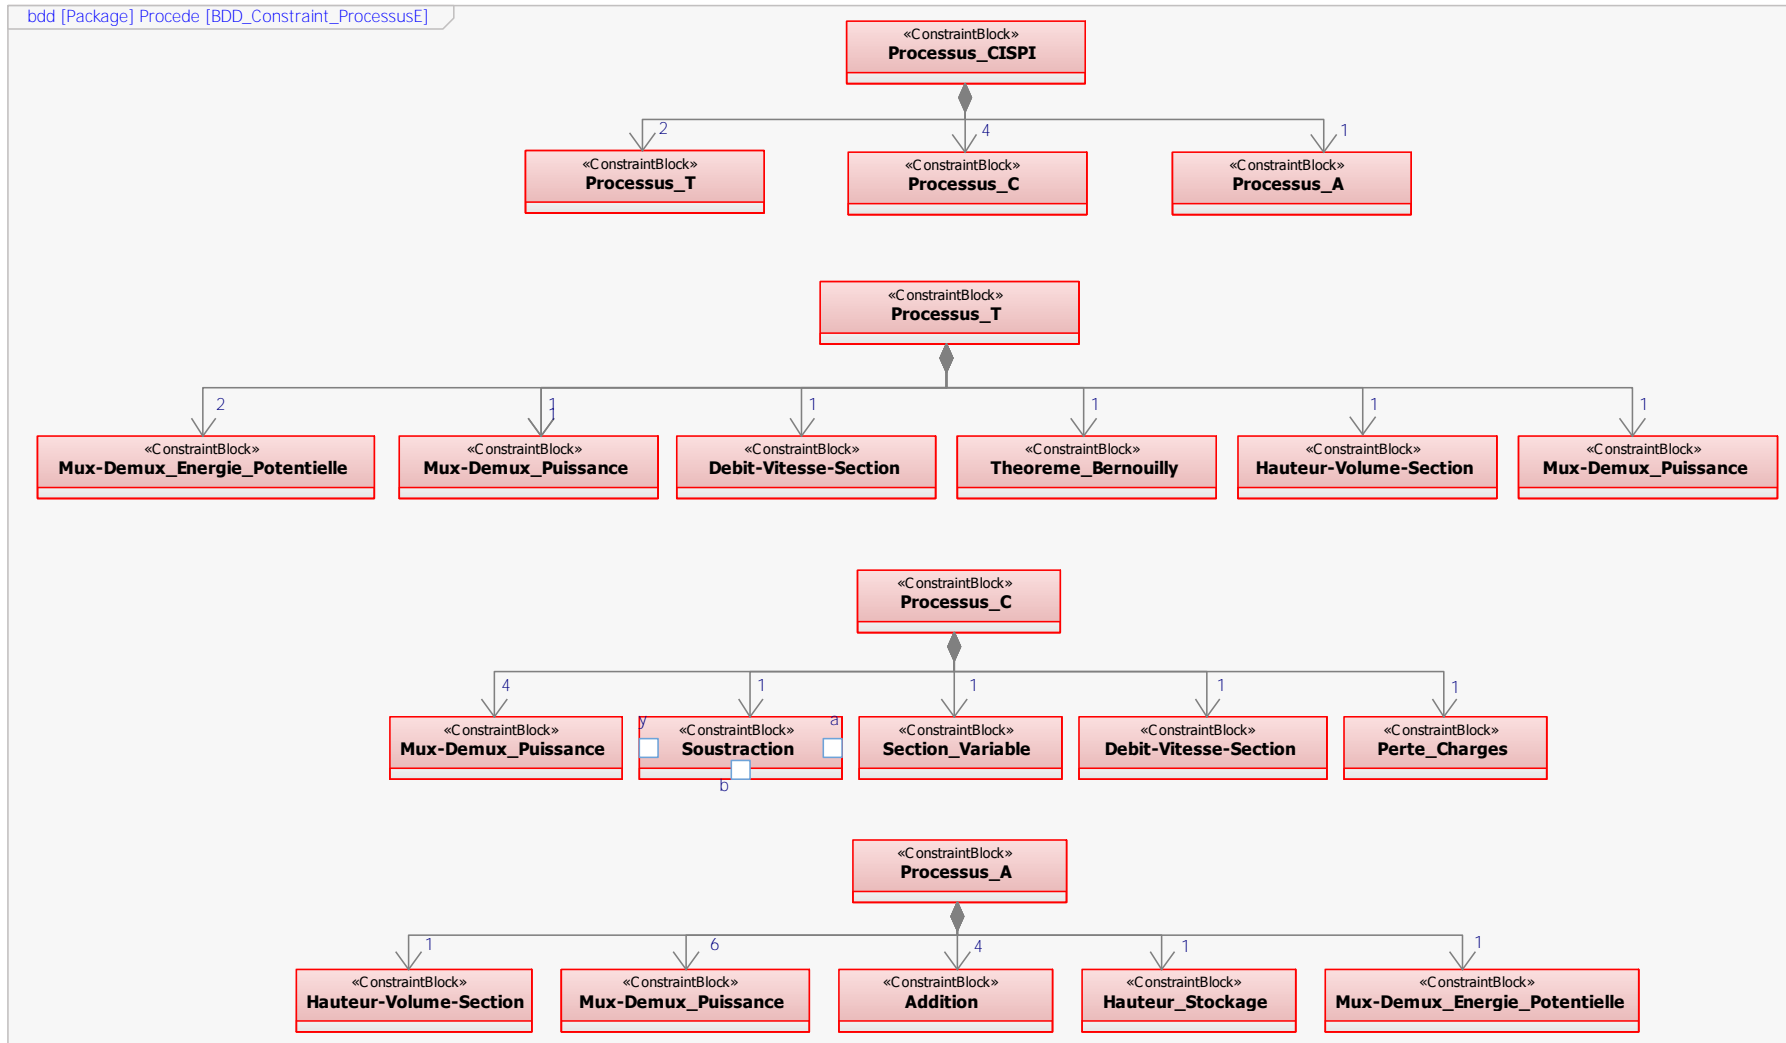 bdd [Package] Procede [BDD_Constraint_ProcessusE]
«ConstraintBlock»
Processus_CISPI
2 4 1
«ConstraintBlock» «ConstraintBlock» «ConstraintBlock»
Processus_T Processus_C Processus_A
«ConstraintBlock»
Processus_T
2 1 1 1 1 1 1
«ConstraintBlock» «ConstraintBlock» «ConstraintBlock» «ConstraintBlock» «ConstraintBlock» «ConstraintBlock»
Mux-Demux_Energie_Potentielle Mux-Demux_Puissance Debit-Vitesse-Section Theoreme_Bernouilly Hauteur-Volume-Section Mux-Demux_Puissance
«ConstraintBlock»
Processus_C
4 1 1 1 1
y a
«ConstraintBlock» «ConstraintBlock» «ConstraintBlock» «ConstraintBlock» «ConstraintBlock»
Mux-Demux_Puissance Soustraction Section_Variable Debit-Vitesse-Section Perte_Charges
b
«ConstraintBlock»
Processus_A
1 6 4 1 1
«ConstraintBlock» «ConstraintBlock» «ConstraintBlock» «ConstraintBlock» «ConstraintBlock»
Hauteur-Volume-Section Mux-Demux_Puissance Addition Hauteur_Stockage Mux-Demux_Energie_Potentielle